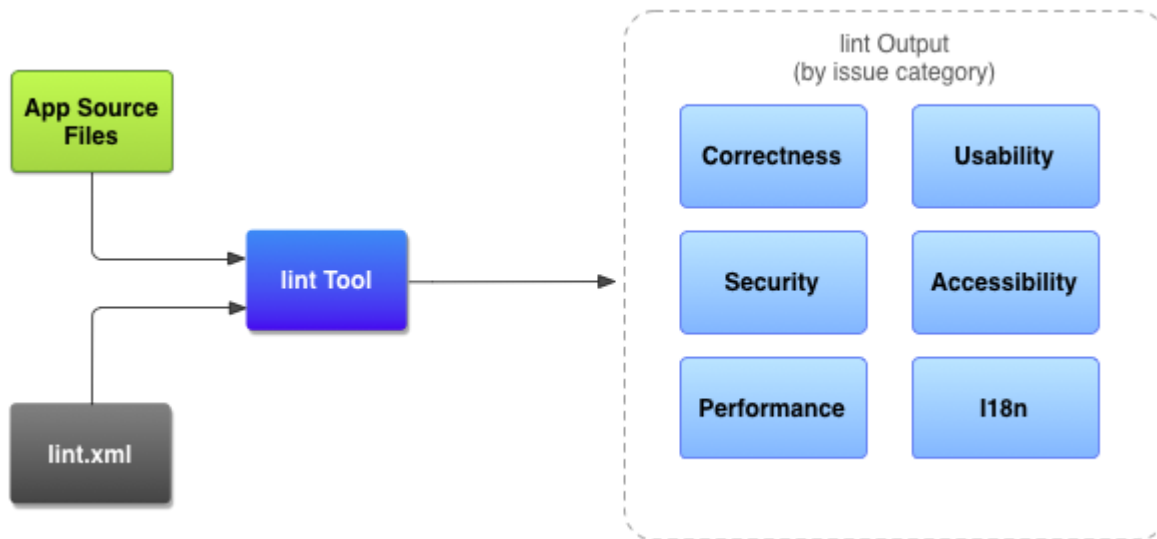 App Source
Files
lint Tool
lint.xml
lint Output
(by issue category)
Correctness
Usability
Security
Accessibility
Performance
I18n